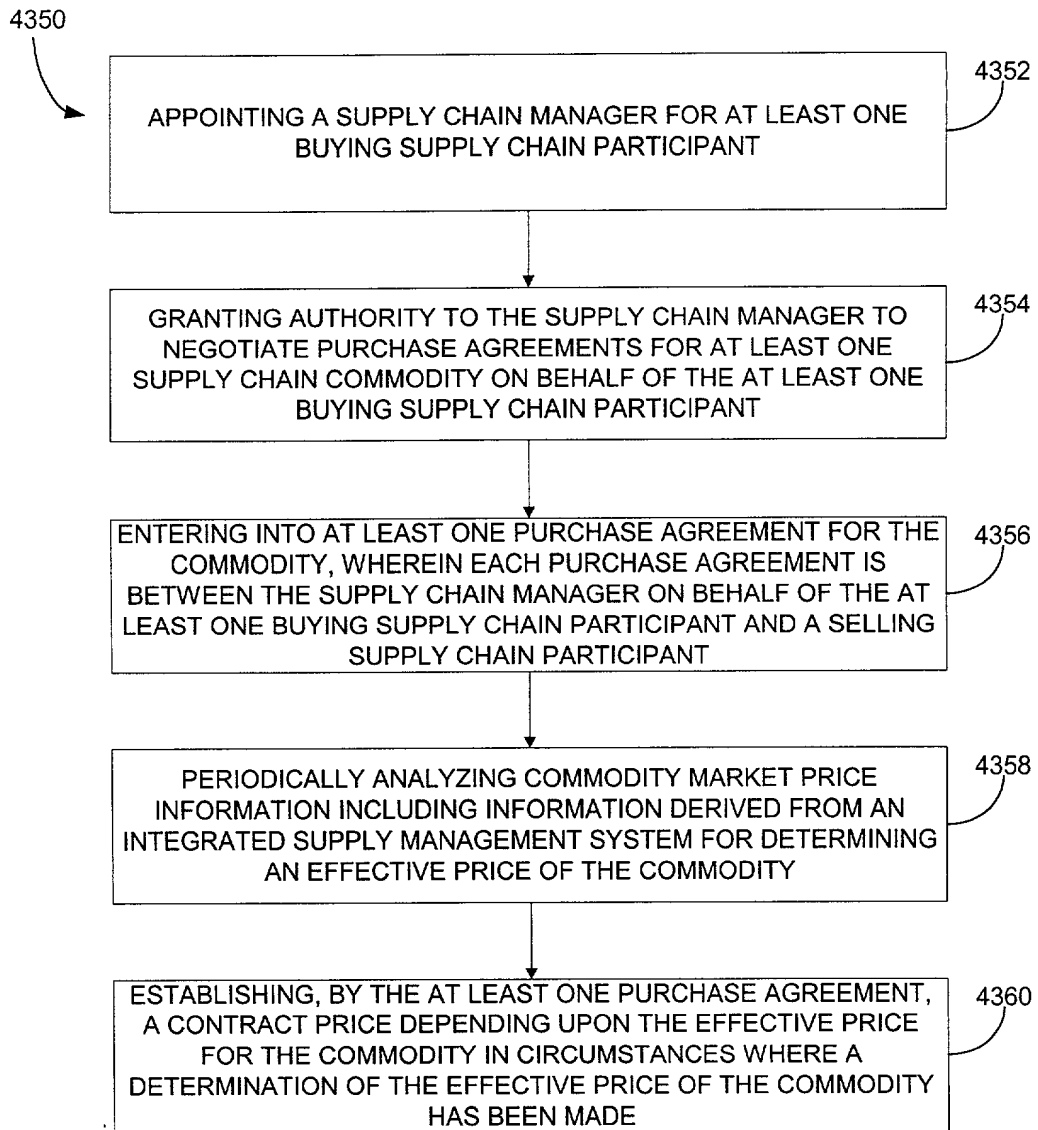 4350
4352
APPOINTING A SUPPLY CHAIN MANAGER FOR AT LEAST ONE
BUYING SUPPLY CHAIN PARTICIPANT
4354
GRANTING AUTHORITY TO THE SUPPLY CHAIN MANAGER TO
NEGOTIATE PURCHASE AGREEMENTS FOR AT LEAST ONE
SUPPLY CHAIN COMMODITY ON BEHALF OF THE AT LEAST ONE
BUYING SUPPLY CHAIN PARTICIPANT
4356
ENTERING INTO AT LEAST ONE PURCHASE AGREEMENT FOR THE
COMMODITY, WHEREIN EACH PURCHASE AGREEMENT IS
BETWEEN THE SUPPLY CHAIN MANAGER ON BEHALF OF THE AT
LEAST ONE BUYING SUPPLY CHAIN PARTICIPANT AND A SELLING
SUPPLY CHAIN PARTICIPANT
4358
PERIODICALLY ANALYZING COMMODITY MARKET PRICE
INFORMATION INCLUDING INFORMATION DERIVED FROM AN
INTEGRATED SUPPLY MANAGEMENT SYSTEM FOR DETERMINING
AN EFFECTIVE PRICE OF THE COMMODITY
4360
ESTABLISHING, BY THE AT LEAST ONE PURCHASE AGREEMENT,
A CONTRACT PRICE DEPENDING UPON THE EFFECTIVE PRICE
FOR THE COMMODITY IN CIRCUMSTANCES WHERE A
DETERMINATION OF THE EFFECTIVE PRICE OF THE COMMODITY
HAS BEEN MADE